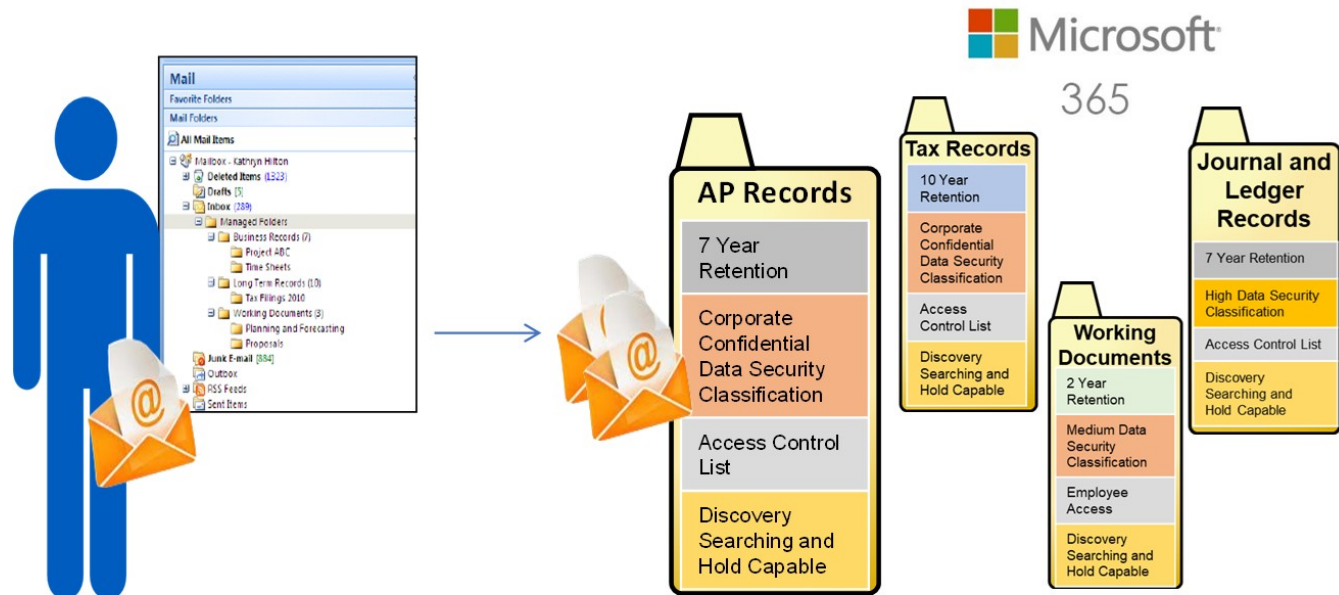 Mail
Favorite Folders
Mail Folders
All Mail Items
Mailbox - Kathryn Hilton
Deleted Items (1323)
Drafts [5]
Inbox (289)
Managed Folders
Business Records (7)
Project ABC
Time Sheets
Long Term Records (10)
Tax Filings 2010
Working Documents (3)
Planning and Forecasting
Proposals
Junk E-mail [884]
Outbox
RSS Feeds
Sent Items
@
@
Microsoft
365
AP Records
7 Year
Retention
Corporate
Confidential
Data Security
Classification
Access Control
List
Discovery
Searching and
Hold Capable
Tax Records
10 Year
Retention
Corporate
Confidential
Data Security
Classification
Access
Control List
Discovery
Searching and
Hold Capable
Working
Documents
2 Year
Retention
Medium Data
Security
Classification
Employee
Access
Discovery
Searching and
Hold Capable
Journal and
Ledger
Records
7 Year Retention
High Data Security
Classification
Access Control List
Discovery
Searching and
Hold Capable